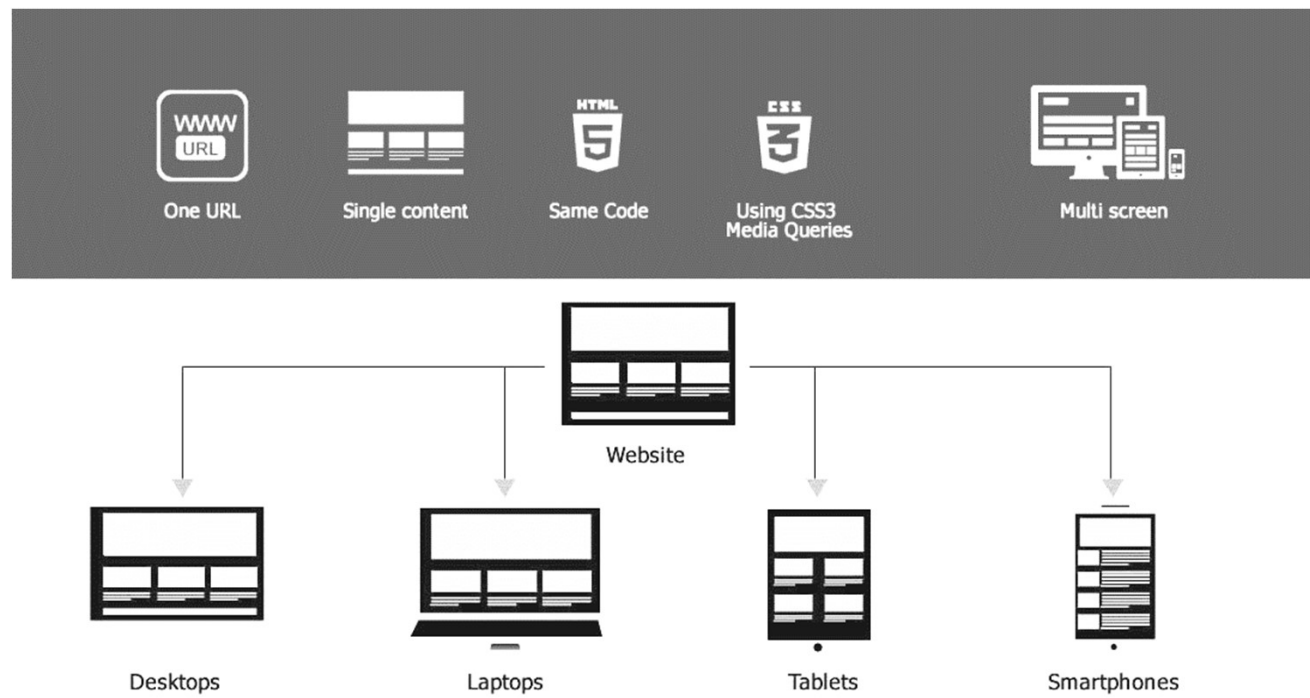 WWW
URL
One URL
Single content
HTML
5
Same Code
CSS
3
Using CSS3
Media Queries
Multi screen
Website
Desktops
Laptops
Tablets
Smartphones